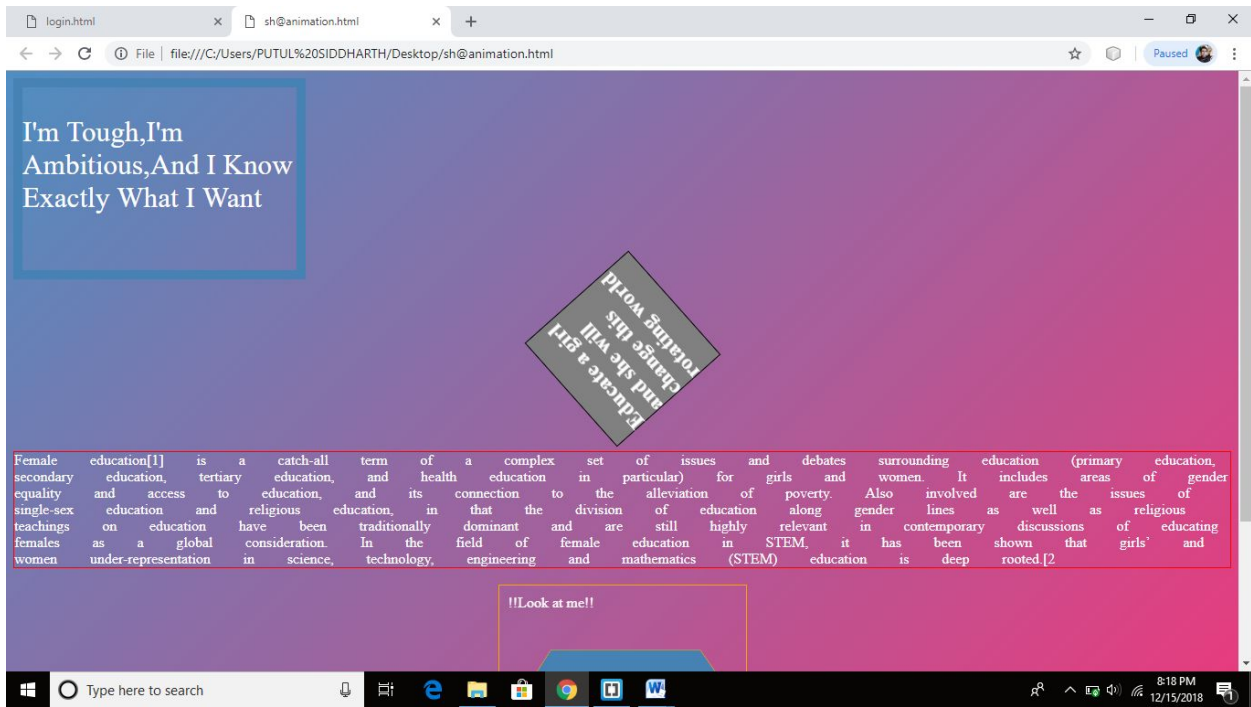 login.html
sh@animation.html
File
file:///C:/Users/PUTUL%20SIDDHARTH/Desktop/sh@animation.html
Paused
I'm Tough,I'm
Ambitious,And I Know
Exactly What I Want
Educate a girl
and she will
change this
rotating world
Female education[1] is a catch-all term of a complex set of issues and debates surrounding education (primary education,
secondary education, tertiary education, and health education in particular) for girls and women. It includes areas of gender
equality and access to education, and its connection to the alleviation of poverty. Also involved are the issues of
single-sex education and religious education, in that the division of education along gender lines as well as religious
teachings on education have been traditionally dominant and are still highly relevant in contemporary discussions of educating
females as a global consideration. In the field of female education in STEM, it has been shown that girls’ and
women under-representation in science, technology, engineering and mathematics (STEM) education is deep rooted.[2
!!Look at me!!
Type here to search
8:18 PM
12/15/2018
1